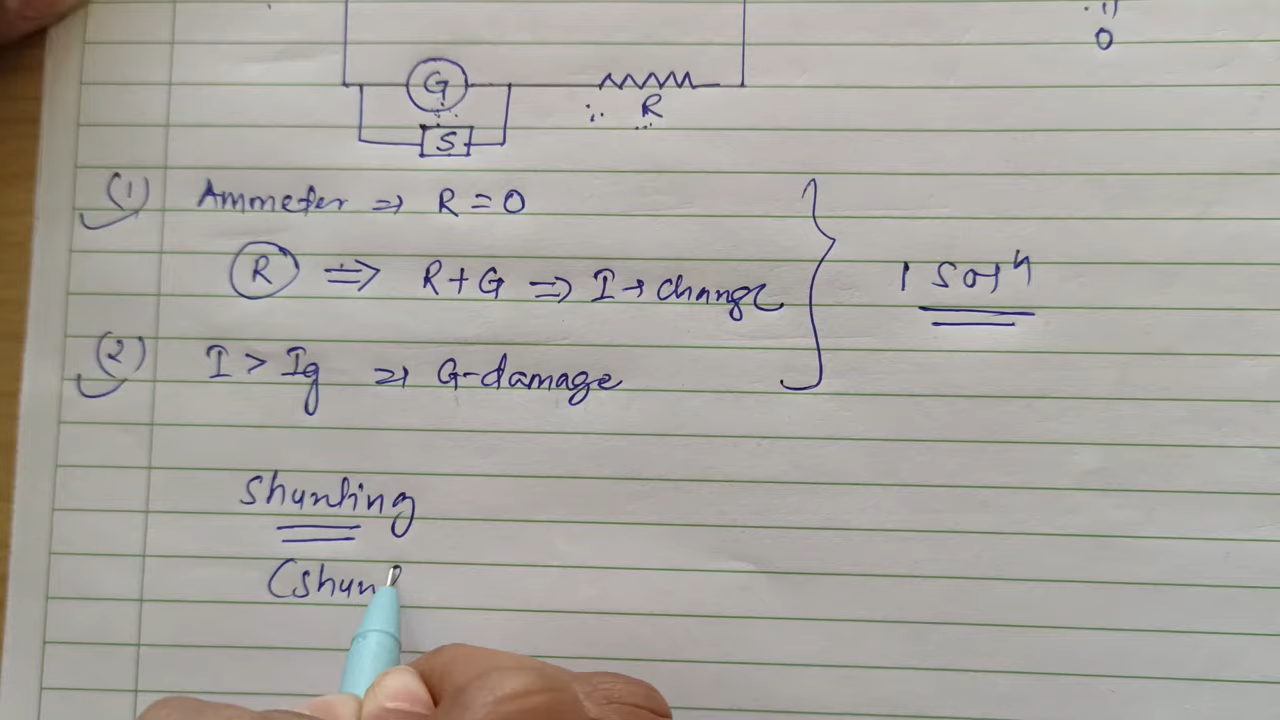 0
G
R
S
(1) Ammeter ⇒ R = 0
R ⇒ R+G ⇒ I → change
1 Soln
(2) I > Ig ⇒ G-damage
Shunting
(Shun